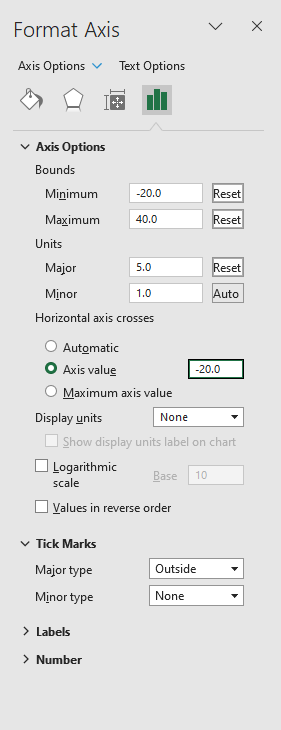 Format Axis
Axis Options Text Options
Axis Options
Bounds
Minimum -20.0 Reset
Maximum 40.0 Reset
Units
Major 5.0 Reset
Minor 1.0 Auto
Horizontal axis crosses
Automatic
Axis value -20.0
Maximum axis value
Display units None
Show display units label on chart
Logarithmic scale Base 10
Values in reverse order
Tick Marks
Major type Outside
Minor type None
Labels
Number